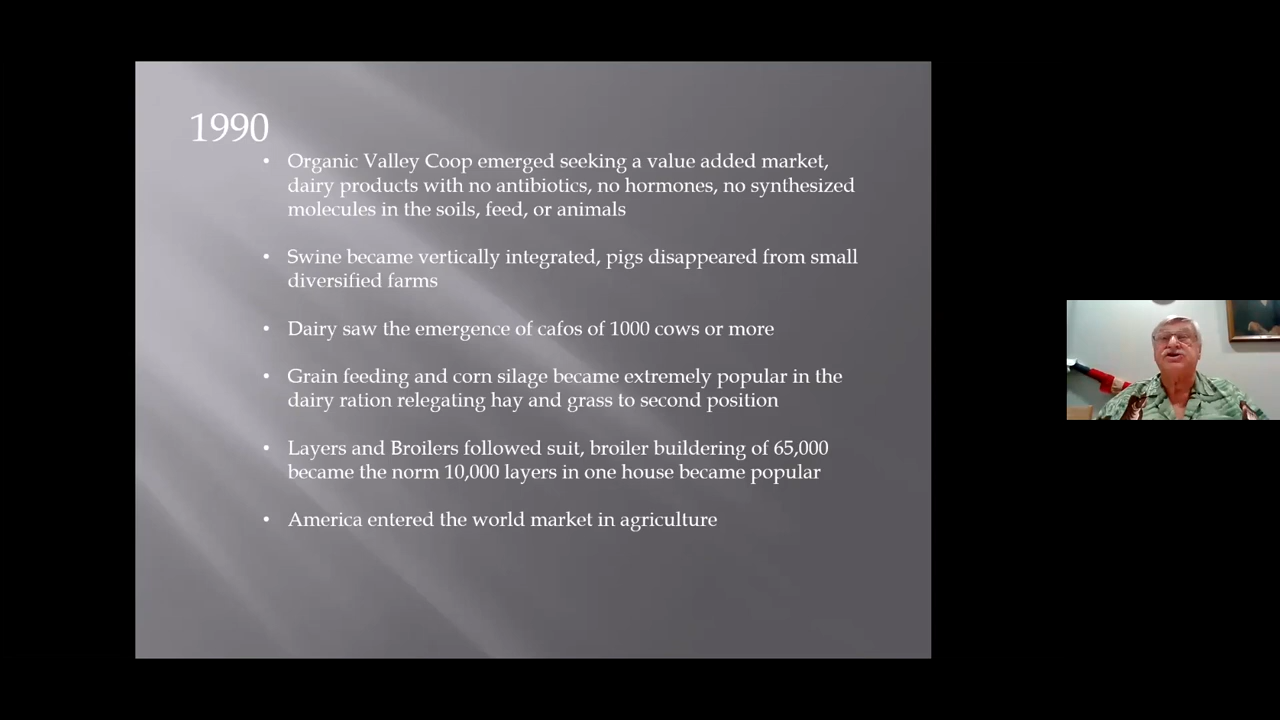 1990
• Organic Valley Coop emerged seeking a value added market,
dairy products with no antibiotics, no hormones, no synthesized
molecules in the soils, feed, or animals
• Swine became vertically integrated, pigs disappeared from small
diversified farms
• Dairy saw the emergence of cafos of 1000 cows or more
• Grain feeding and corn silage became extremely popular in the
dairy ration relegating hay and grass to second position
• Layers and Broilers followed suit, broiler buildering of 65,000
became the norm 10,000 layers in one house became popular
• America entered the world market in agriculture